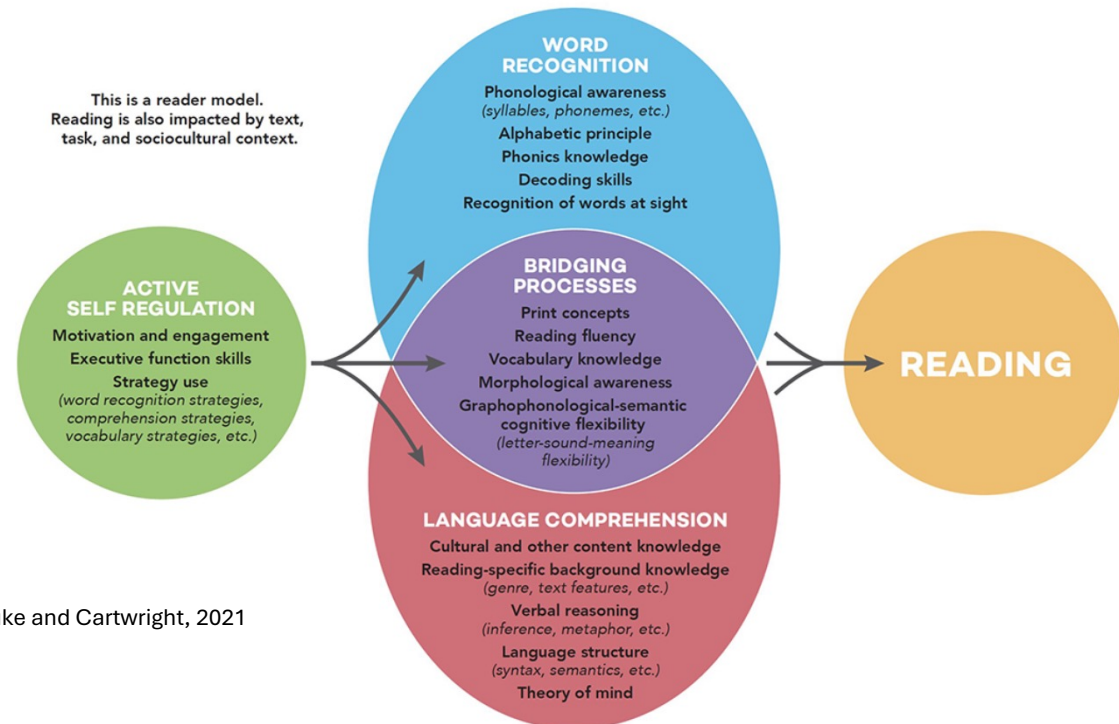 This is a reader model.
Reading is also impacted by text,
task, and sociocultural context.
WORD
RECOGNITION
Phonological awareness
(syllables, phonemes, etc.)
Alphabetic principle
Phonics knowledge
Decoding skills
Recognition of words at sight
ACTIVE
SELF REGULATION
Motivation and engagement
Executive function skills
Strategy use
(word recognition strategies,
comprehension strategies,
vocabulary strategies, etc.)
BRIDGING
PROCESSES
Print concepts
Reading fluency
Vocabulary knowledge
Morphological awareness
Graphophonological-semantic
cognitive flexibility
(letter-sound-meaning
flexibility)
READING
LANGUAGE COMPREHENSION
Cultural and other content knowledge
Reading-specific background knowledge
(genre, text features, etc.)
Verbal reasoning
(inference, metaphor, etc.)
Language structure
(syntax, semantics, etc.)
Theory of mind
and Cartwright, 2021